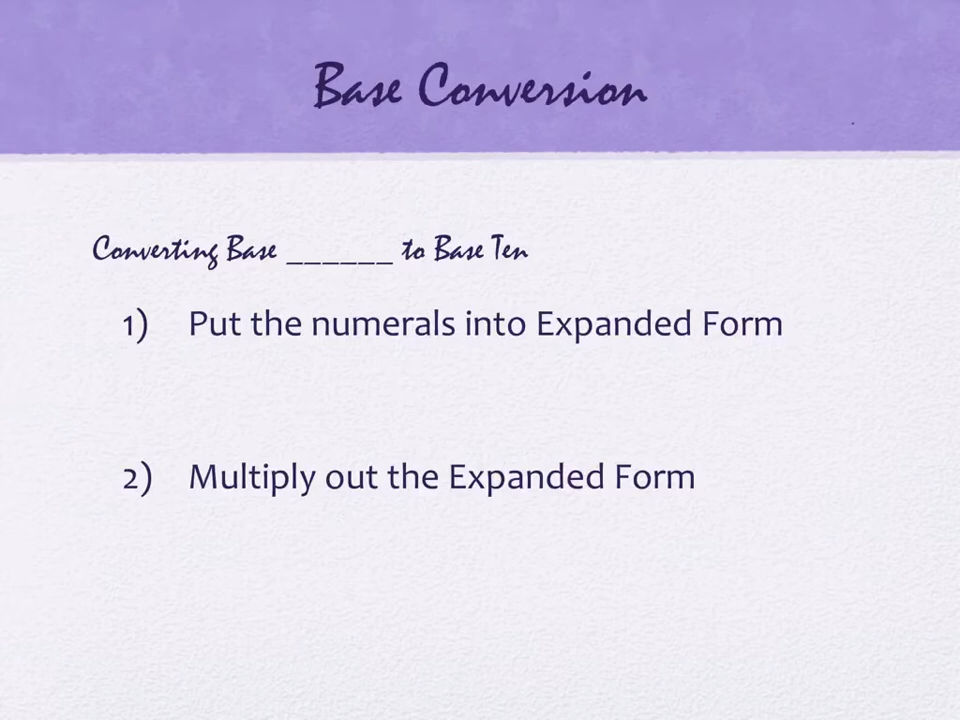 Base Conversion
Converting Base ______ to Base Ten
1) Put the numerals into Expanded Form
2) Multiply out the Expanded Form